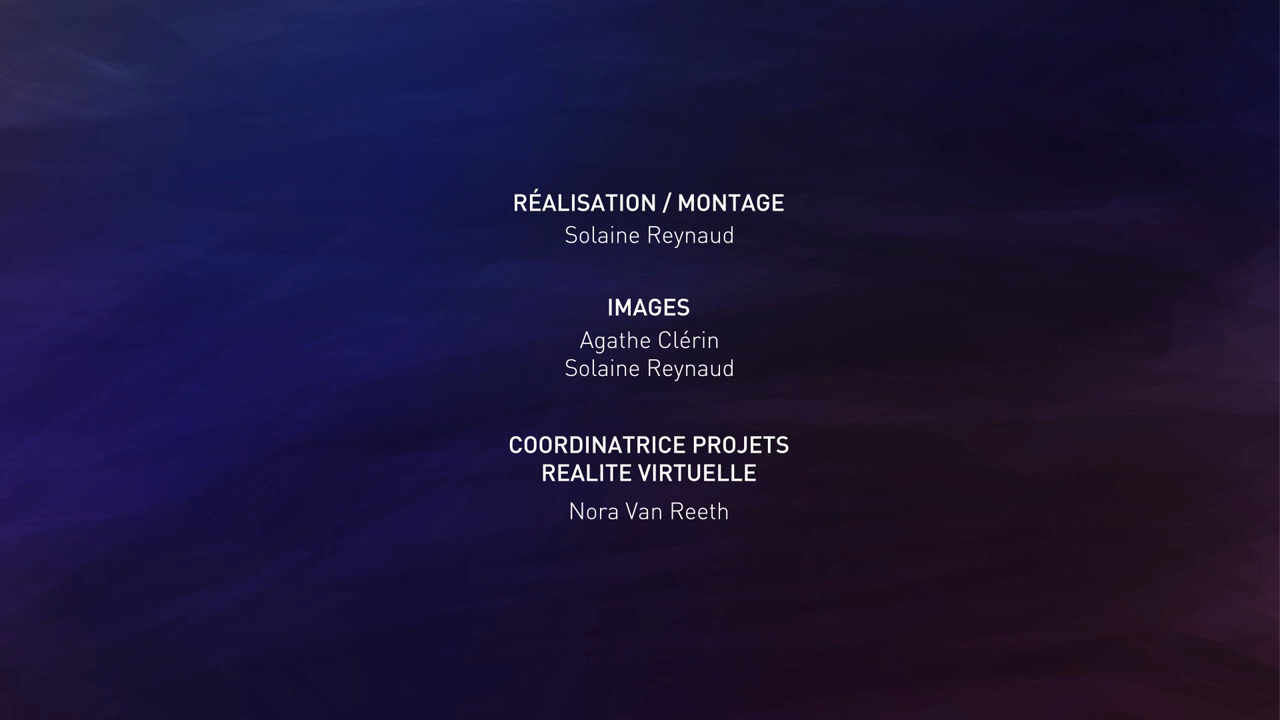 RÉALISATION / MONTAGE
Solaine Reynaud
IMAGES
Agathe Clérin
Solaine Reynaud
COORDINATRICE PROJETS
REALITE VIRTUELLE
Nora Van Reeth